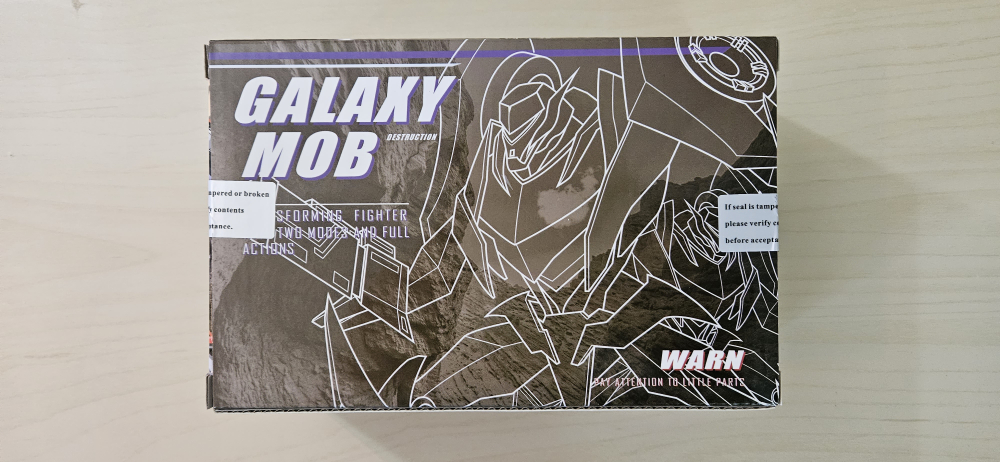 GALAXY
MOB
DESTRUCTION
SFORMING FIGHTER
TWO MODES AND FULL
ACTIONS
apered or broken
contents
tance.
If seal is tampe
please verify c
before accepta
WARN
PAY ATTENTION TO LITTLE PARTS